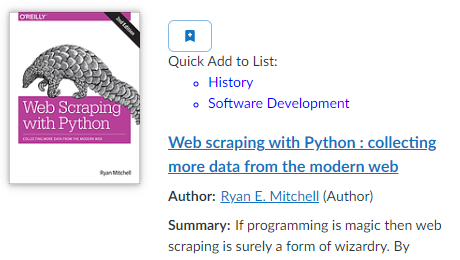 O'REILLY®
2nd Edition
Web Scraping
with Python
COLLECTING MORE DATA FROM THE MODERN WEB
Ryan Mitchell
Quick Add to List:
History
Software Development
Web scraping with Python : collecting
more data from the modern web
Author: Ryan E. Mitchell (Author)
Summary: If programming is magic then web
scraping is surely a form of wizardry. By